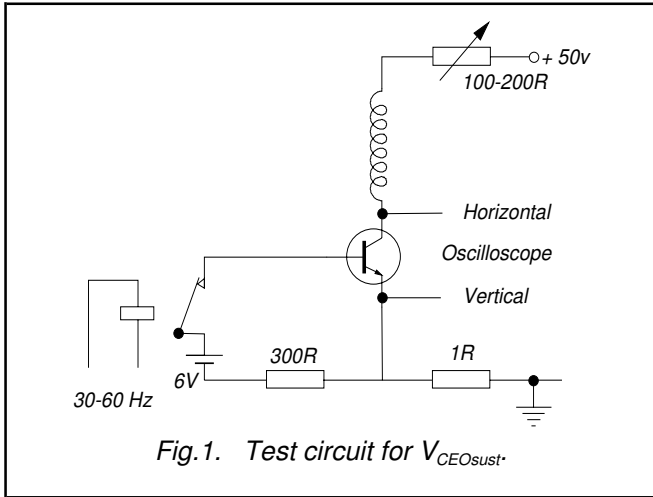 + 50v
100-200R
Horizontal
Oscilloscope
Vertical
300R
1R
6V
30-60 Hz
Fig.1. Test circuit for VCEOsust.